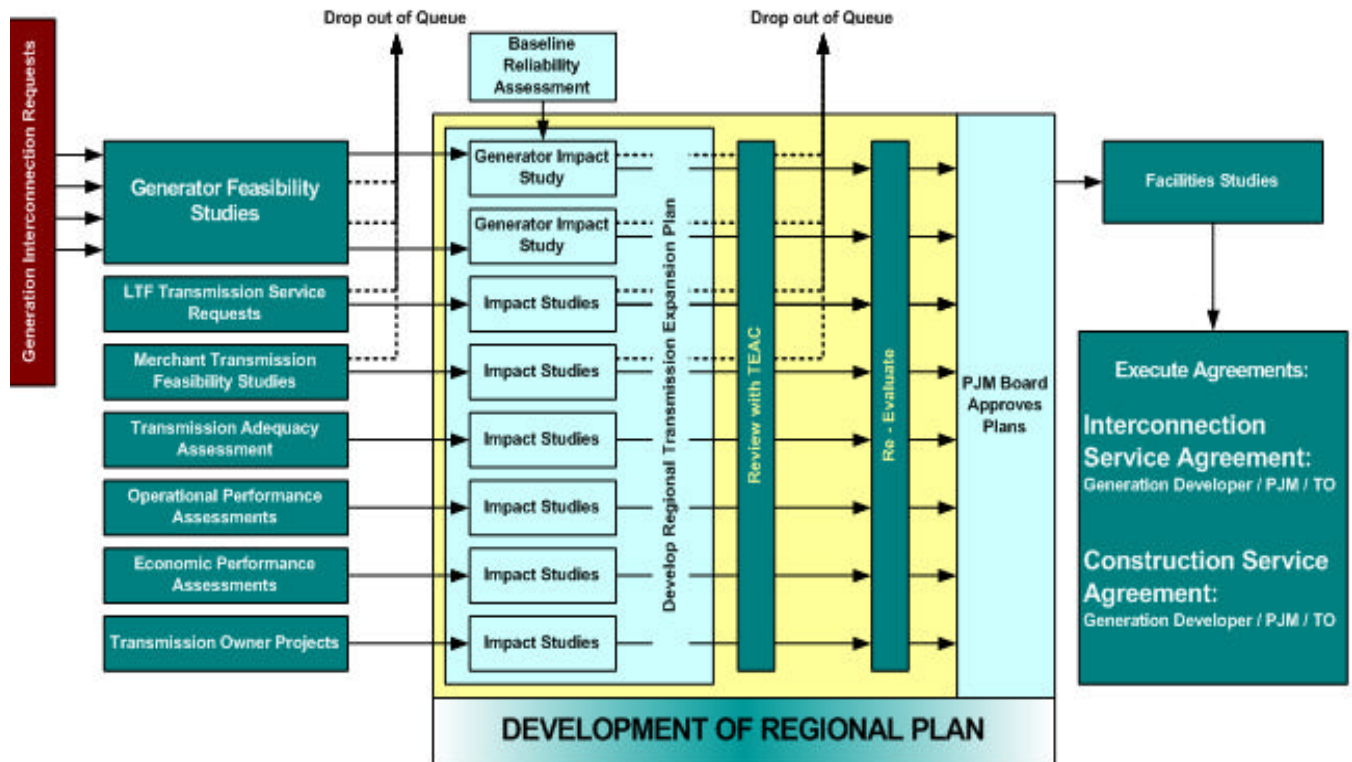 Generation Interconnection Requests
Drop out of Queue
Drop out of Queue
Baseline
Reliability
Assessment
Generator Feasibility
Studies
LTF Transmission Service
Requests
Merchant Transmission
Feasibility Studies
Transmission Adequacy
Assessment
Operational Performance
Assessments
Economic Performance
Assessments
Transmission Owner Projects
Generator Impact
Study
Generator Impact
Study
Impact Studies
Impact Studies
Impact Studies
Impact Studies
Impact Studies
Impact Studies
Develop Regional Transmission Expansion Plan
Review with TEAC
Re - Evaluate
PJM Board
Approves
Plans
DEVELOPMENT OF REGIONAL PLAN
Facilities Studies
Execute Agreements:
Interconnection
Service Agreement:
Generation Developer / PJM / TO
Construction Service
Agreement:
Generation Developer / PJM / TO